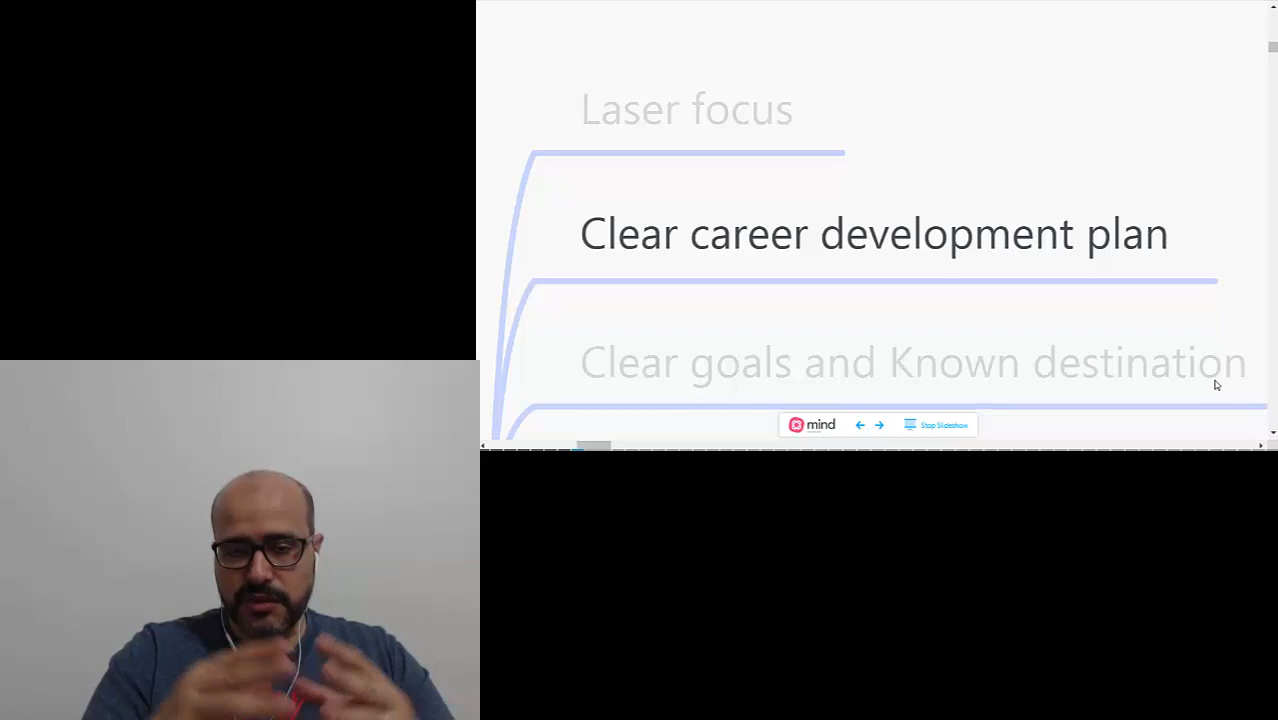 Laser focus
Clear career development plan
Clear goals and Known destination
mind
Stop Slideshow